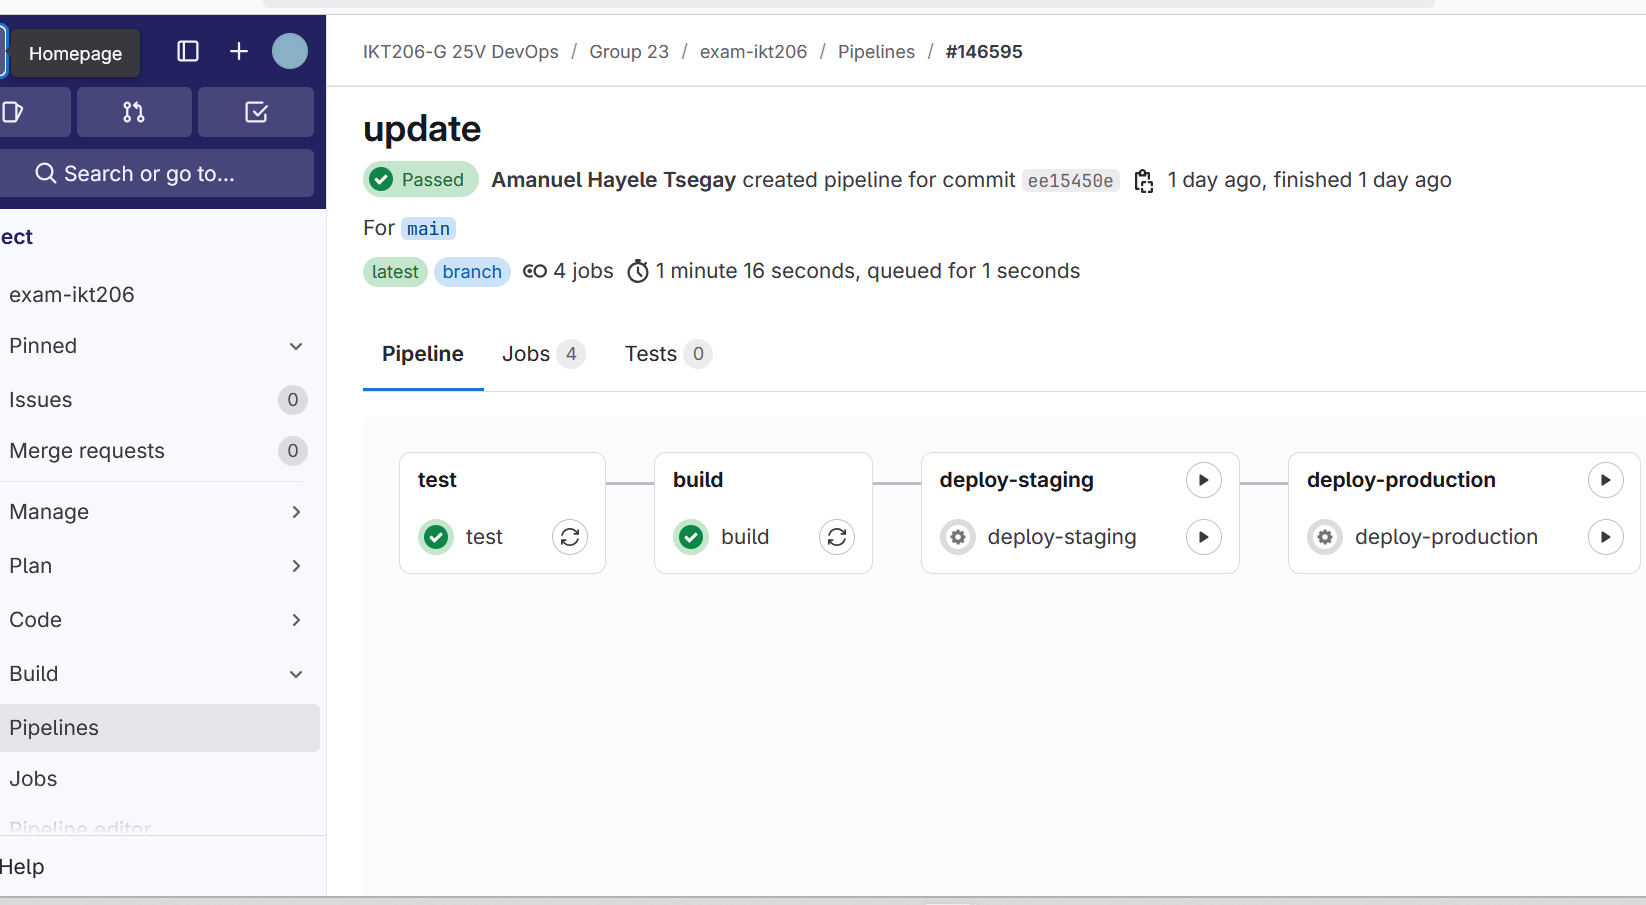 Homepage
Search or go to...
ect
exam-ikt206
Pinned
Issues 0
Merge requests 0
Manage
Plan
Code
Build
Pipelines
Jobs
Pipeline editor
Help
IKT206-G 25V DevOps / Group 23 / exam-ikt206 / Pipelines / #146595
update
Passed Amanuel Hayele Tsegay created pipeline for commit ee15450e 1 day ago, finished 1 day ago
For main
latest branch 4 jobs 1 minute 16 seconds, queued for 1 seconds
Pipeline Jobs 4 Tests 0
test build deploy-staging deploy-production
test build deploy-staging deploy-production